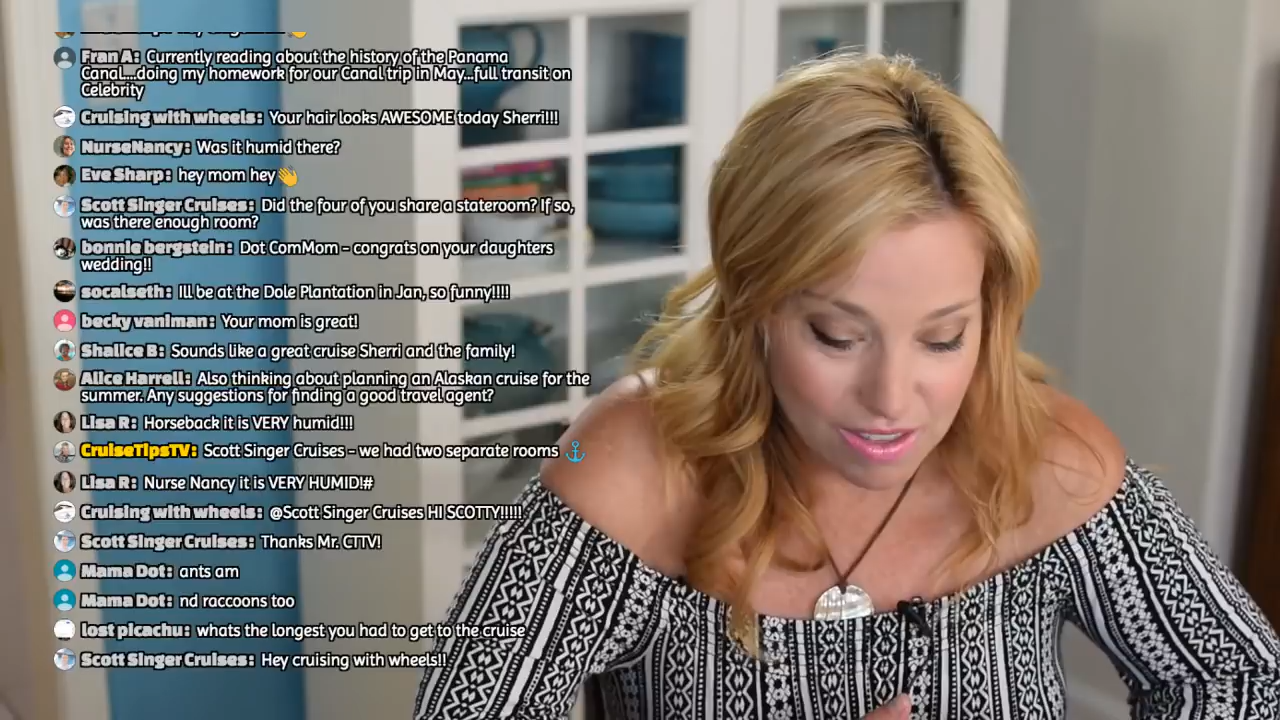 Fran A: Currently reading about the history of the Panama
Canal...doing my homework for our Canal trip in May...full transit on
Celebrity
Cruising with wheels: Your hair looks AWESOME today Sherri!!!
NurseNancy: Was it humid there?
Eve Sharp: hey mom hey👋
Scott Singer Cruises: Did the four of you share a stateroom? If so,
was there enough room?
bonnie bergstein: Dot ComMom - congrats on your daughters
wedding!!
socalseth: Ill be at the Dole Plantation in Jan, so funny!!!!
becky vaniman: Your mom is great!
Shalice B: Sounds like a great cruise Sherri and the family!
Alice Harrell: Also thinking about planning an Alaskan cruise for the
summer. Any suggestions for finding a good travel agent?
Lisa R: Horseback it is VERY humid!!!
CruiseTipsTV: Scott Singer Cruises - we had two separate rooms ⚓
Lisa R: Nurse Nancy it is VERY HUMID!#
Cruising with wheels: @Scott Singer Cruises HI SCOTTY!!!!!
Scott Singer Cruises: Thanks Mr. CTTV!
Mama Dot: ants am
Mama Dot: nd raccoons too
lost picachu: whats the longest you had to get to the cruise
Scott Singer Cruises: Hey cruising with wheels!!